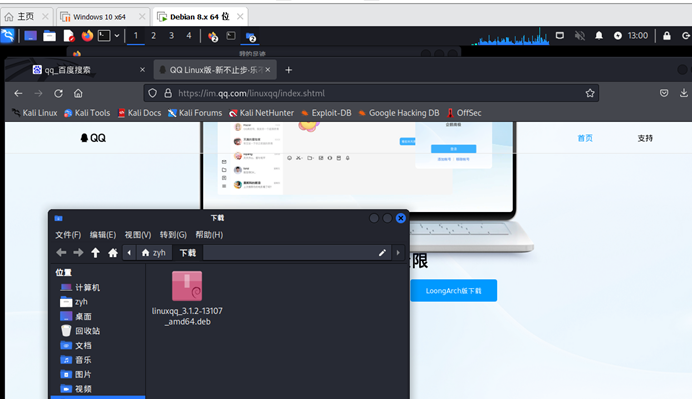 主页 Windows 10 x64 Debian 8.x 64 位
1 2 3 4 2 2 13:00
qq_百度搜索 QQ Linux版-新不止步·乐不
https://im.qq.com/linuxqq/index.shtml
Kali Linux Kali Tools Kali Docs Kali Forums Kali NetHunter Exploit-DB Google Hacking DB OffSec
QQ 首页 支持
下载
文件(F) 编辑(E) 视图(V) 转到(G) 帮助(H)
zyh 下载
限
LoongArch版下载
位置
计算机
zyh
桌面
回收站
文档
音乐
图片
视频
linuxqq_3.1.2-13107
_amd64.deb